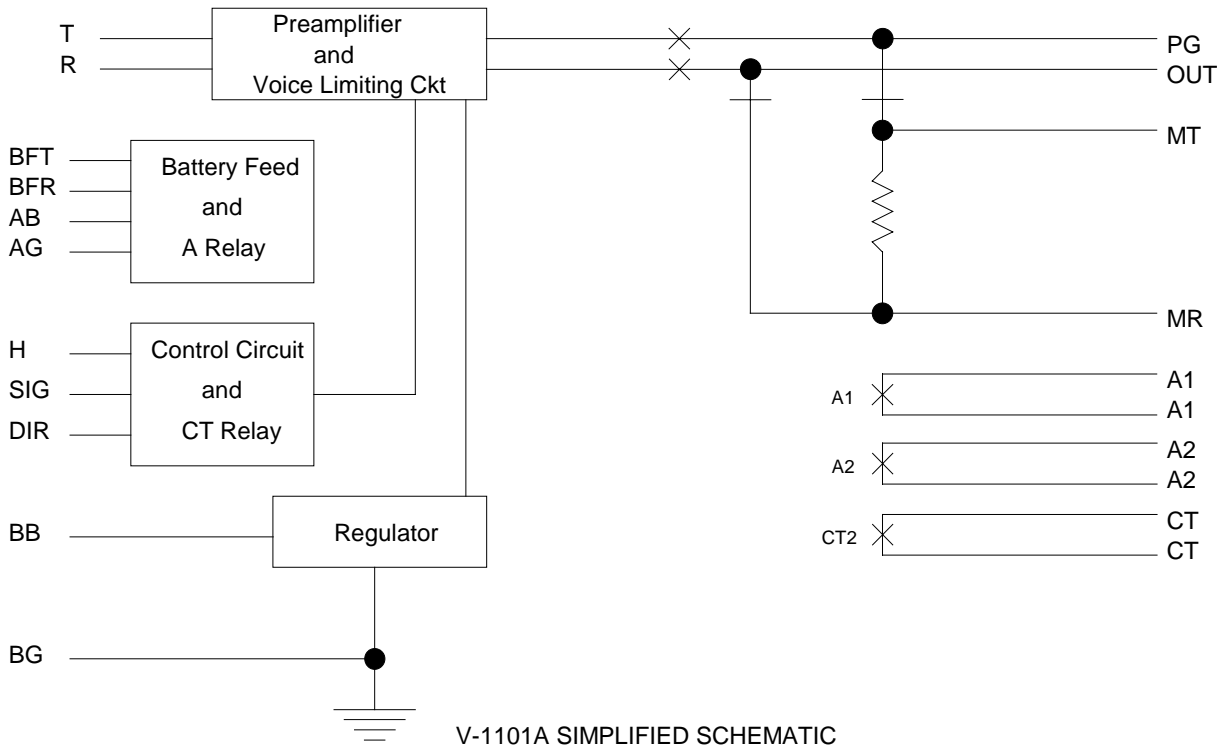 T
R
Preamplifier
and
Voice Limiting Ckt
PG
OUT
MT
BFT
BFR
AB
AG
Battery Feed
and
A Relay
MR
H
SIG
DIR
Control Circuit
and
CT Relay
A1
A1
A1
A2
A2
A2
CT2
CT
CT
BB
Regulator
BG
V-1101A SIMPLIFIED SCHEMATIC